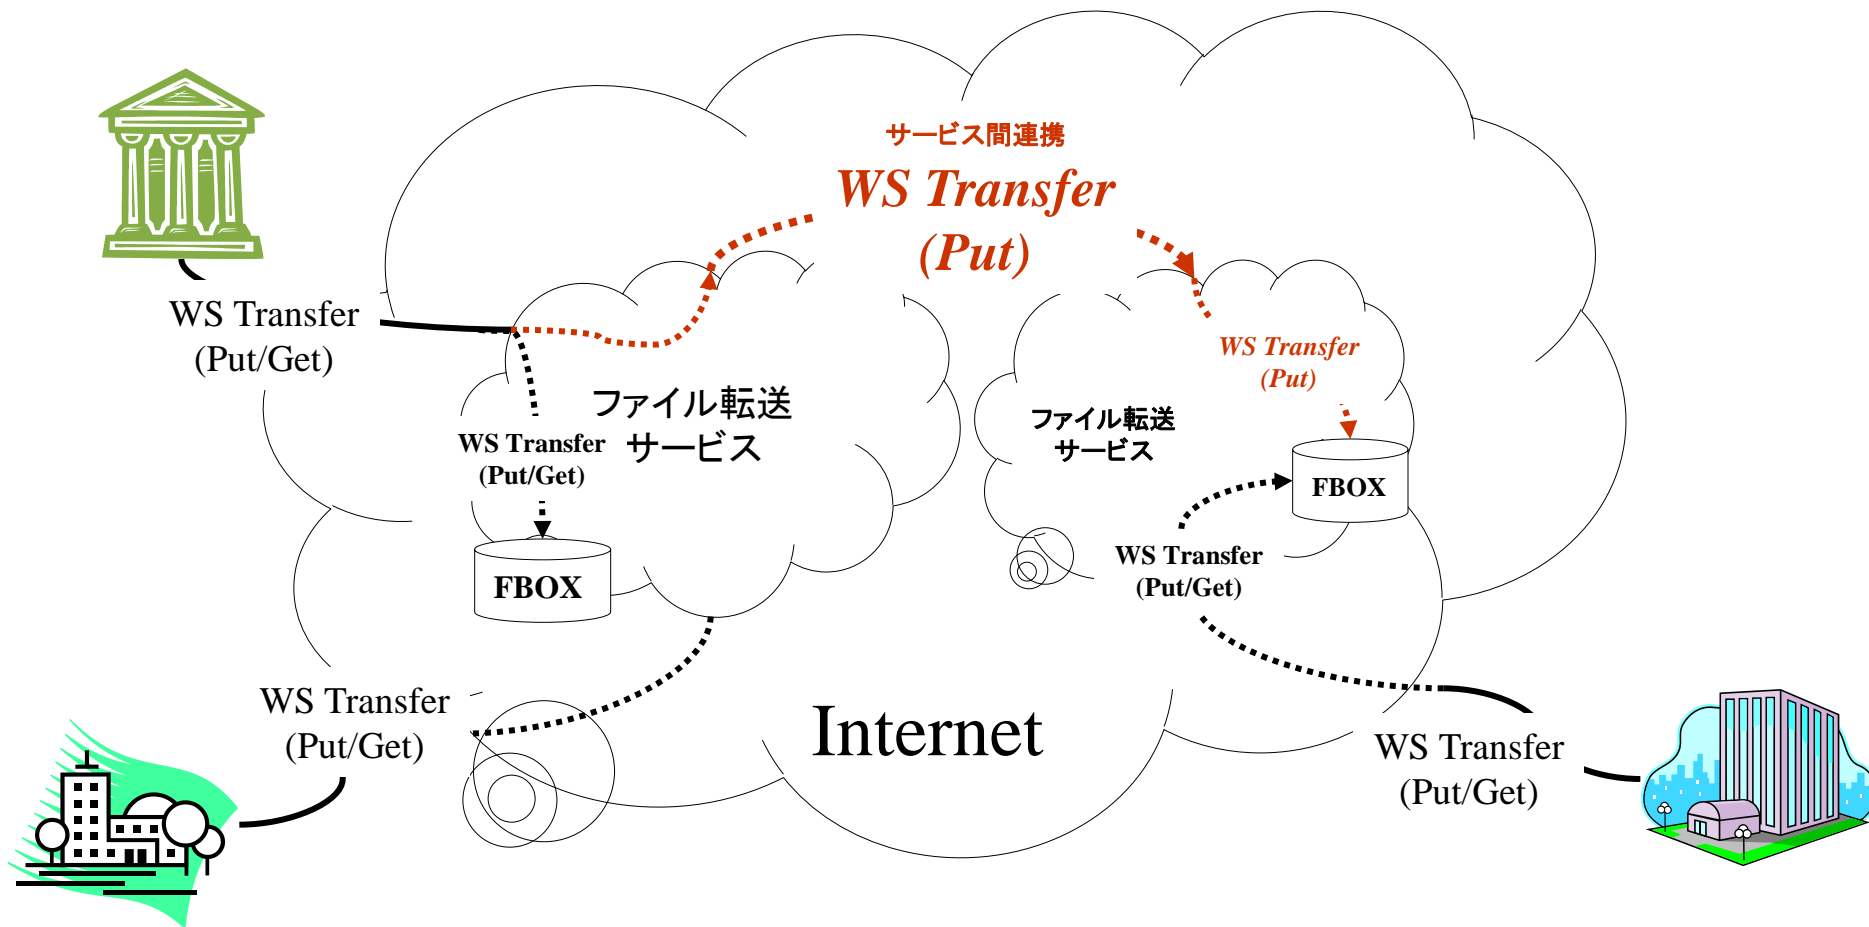 サービス間連携
WS Transfer
(Put)
WS Transfer
(Put/Get)
WS Transfer
(Put)
ファイル転送
サービス
ファイル転送
サービス
WS Transfer
(Put/Get)
FBOX
FBOX
WS Transfer
(Put/Get)
WS Transfer
(Put/Get)
Internet
WS Transfer
(Put/Get)